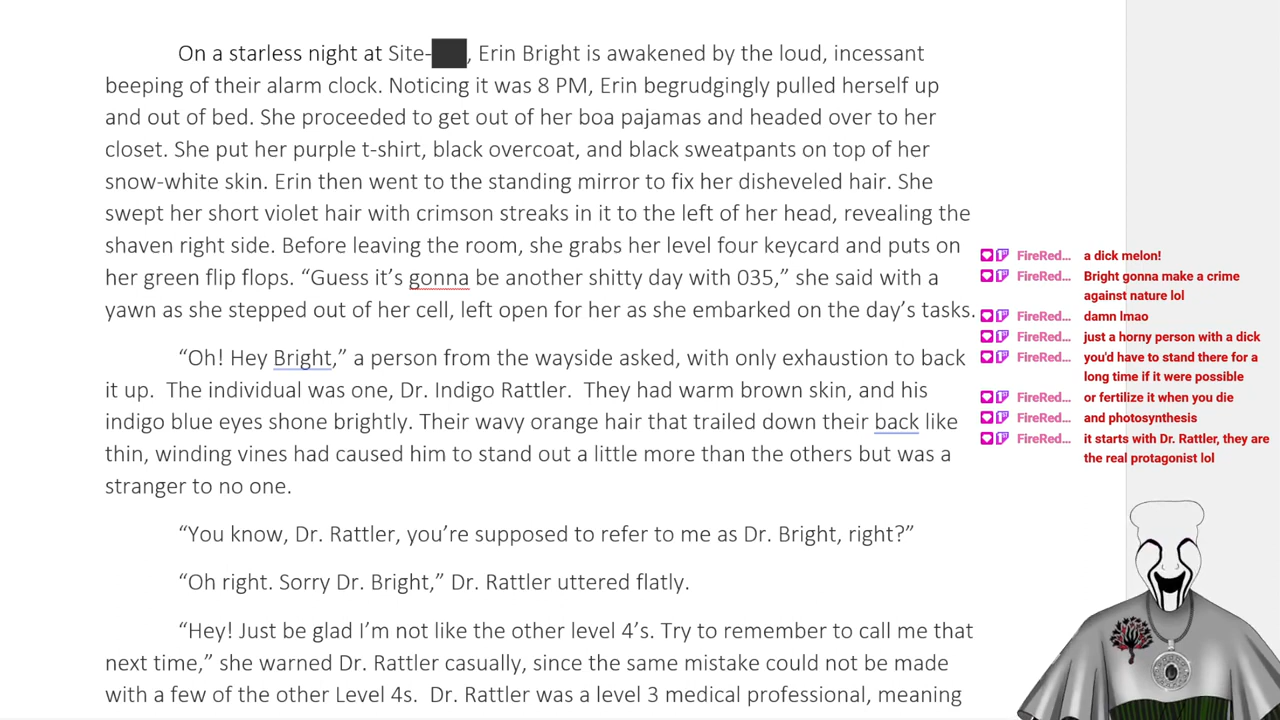 On a starless night at Site-██, Erin Bright is awakened by the loud, incessant
beeping of their alarm clock. Noticing it was 8 PM, Erin begrudgingly pulled herself up
and out of bed. She proceeded to get out of her boa pajamas and headed over to her
closet. She put her purple t-shirt, black overcoat, and black sweatpants on top of her
snow-white skin. Erin then went to the standing mirror to fix her disheveled hair. She
swept her short violet hair with crimson streaks in it to the left of her head, revealing the
shaven right side. Before leaving the room, she grabs her level four keycard and puts on
her green flip flops. “Guess it’s gonna be another shitty day with 035,” she said with a
yawn as she stepped out of her cell, left open for her as she embarked on the day’s tasks.
“Oh! Hey Bright,” a person from the wayside asked, with only exhaustion to back
it up.  The individual was one, Dr. Indigo Rattler.  They had warm brown skin, and his
indigo blue eyes shone brightly. Their wavy orange hair that trailed down their back like
thin, winding vines had caused him to stand out a little more than the others but was a
stranger to no one.
“You know, Dr. Rattler, you’re supposed to refer to me as Dr. Bright, right?”
“Oh right. Sorry Dr. Bright,” Dr. Rattler uttered flatly.
“Hey! Just be glad I’m not like the other level 4’s. Try to remember to call me that
next time,” she warned Dr. Rattler casually, since the same mistake could not be made
with a few of the other Level 4s.  Dr. Rattler was a level 3 medical professional, meaning
FireRed... a dick melon!
FireRed... Bright gonna make a crime
against nature lol
FireRed... damn lmao
FireRed... just a horny person with a dick
FireRed... you'd have to stand there for a
long time if it were possible
FireRed... or fertilize it when you die
FireRed... and photosynthesis
FireRed... it starts with Dr. Rattler, they are
the real protagonist lol